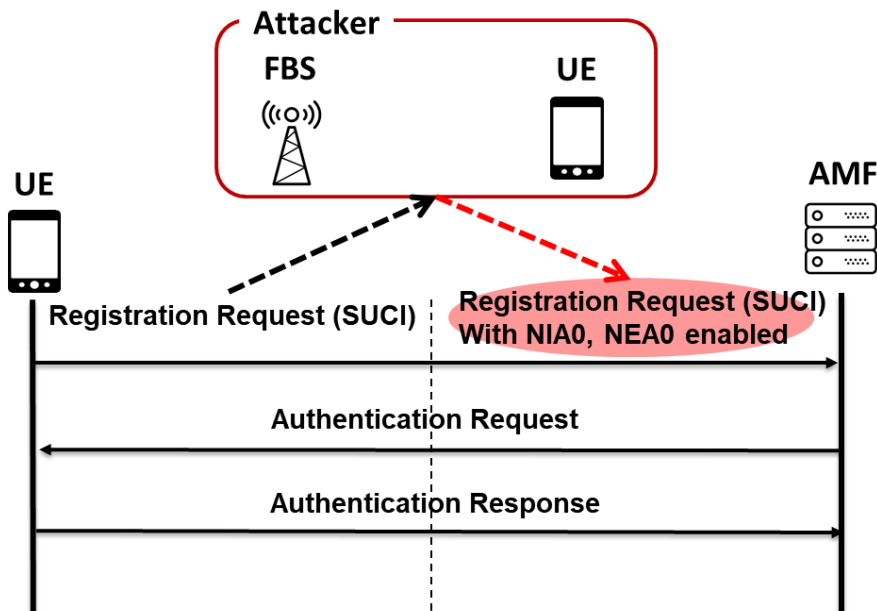 Attacker
FBS
UE
UE
AMF
Registration Request (SUCI)
Registration Request (SUCI)
With NIA0, NEA0 enabled
Authentication Request
Authentication Response